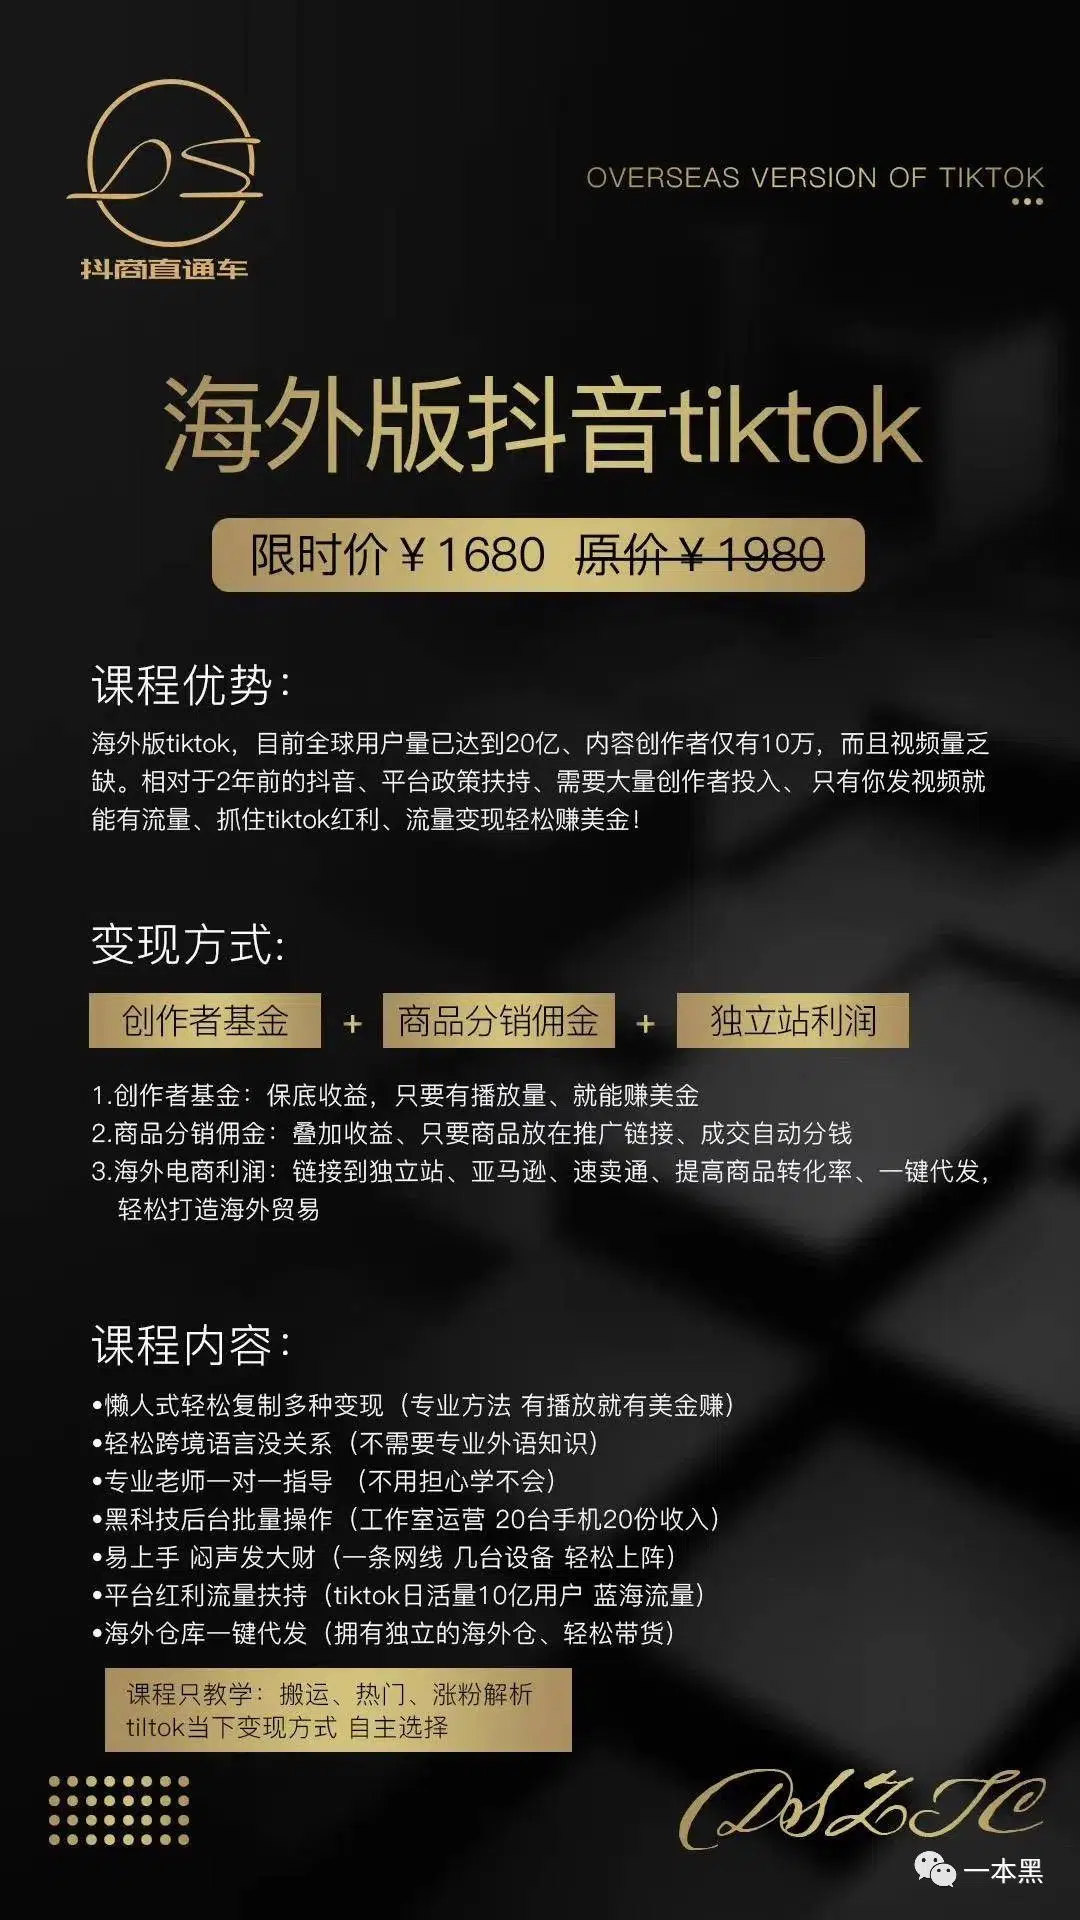 DS
抖商直通车
OVERSEAS VERSION OF TIKTOK
海外版抖音tiktok
限时价￥1680 原价￥1980
课程优势：
海外版tiktok，目前全球用户量已达到20亿、内容创作者仅有10万，而且视频量乏
缺。相对于2年前的抖音、平台政策扶持、需要大量创作者投入、 只有你发视频就
能有流量、抓住tiktok红利、流量变现轻松赚美金！
变现方式:
创作者基金 + 商品分销佣金 + 独立站利润
1.创作者基金：保底收益，只要有播放量、就能赚美金
2.商品分销佣金：叠加收益、只要商品放在推广链接、成交自动分钱
3.海外电商利润：链接到独立站、亚马逊、速卖通、提高商品转化率、一键代发，
轻松打造海外贸易
课程内容：
•懒人式轻松复制多种变现（专业方法 有播放就有美金赚）
•轻松跨境语言没关系（不需要专业外语知识）
•专业老师一对一指导 （不用担心学不会）
•黑科技后台批量操作（工作室运营 20台手机20份收入）
•易上手 闷声发大财（一条网线 几台设备 轻松上阵）
•平台红利流量扶持（tiktok日活量10亿用户 蓝海流量）
•海外仓库一键代发（拥有独立的海外仓、轻松带货）
课程只教学：搬运、热门、涨粉解析
tiltok当下变现方式 自主选择
DSZTC
一本黑